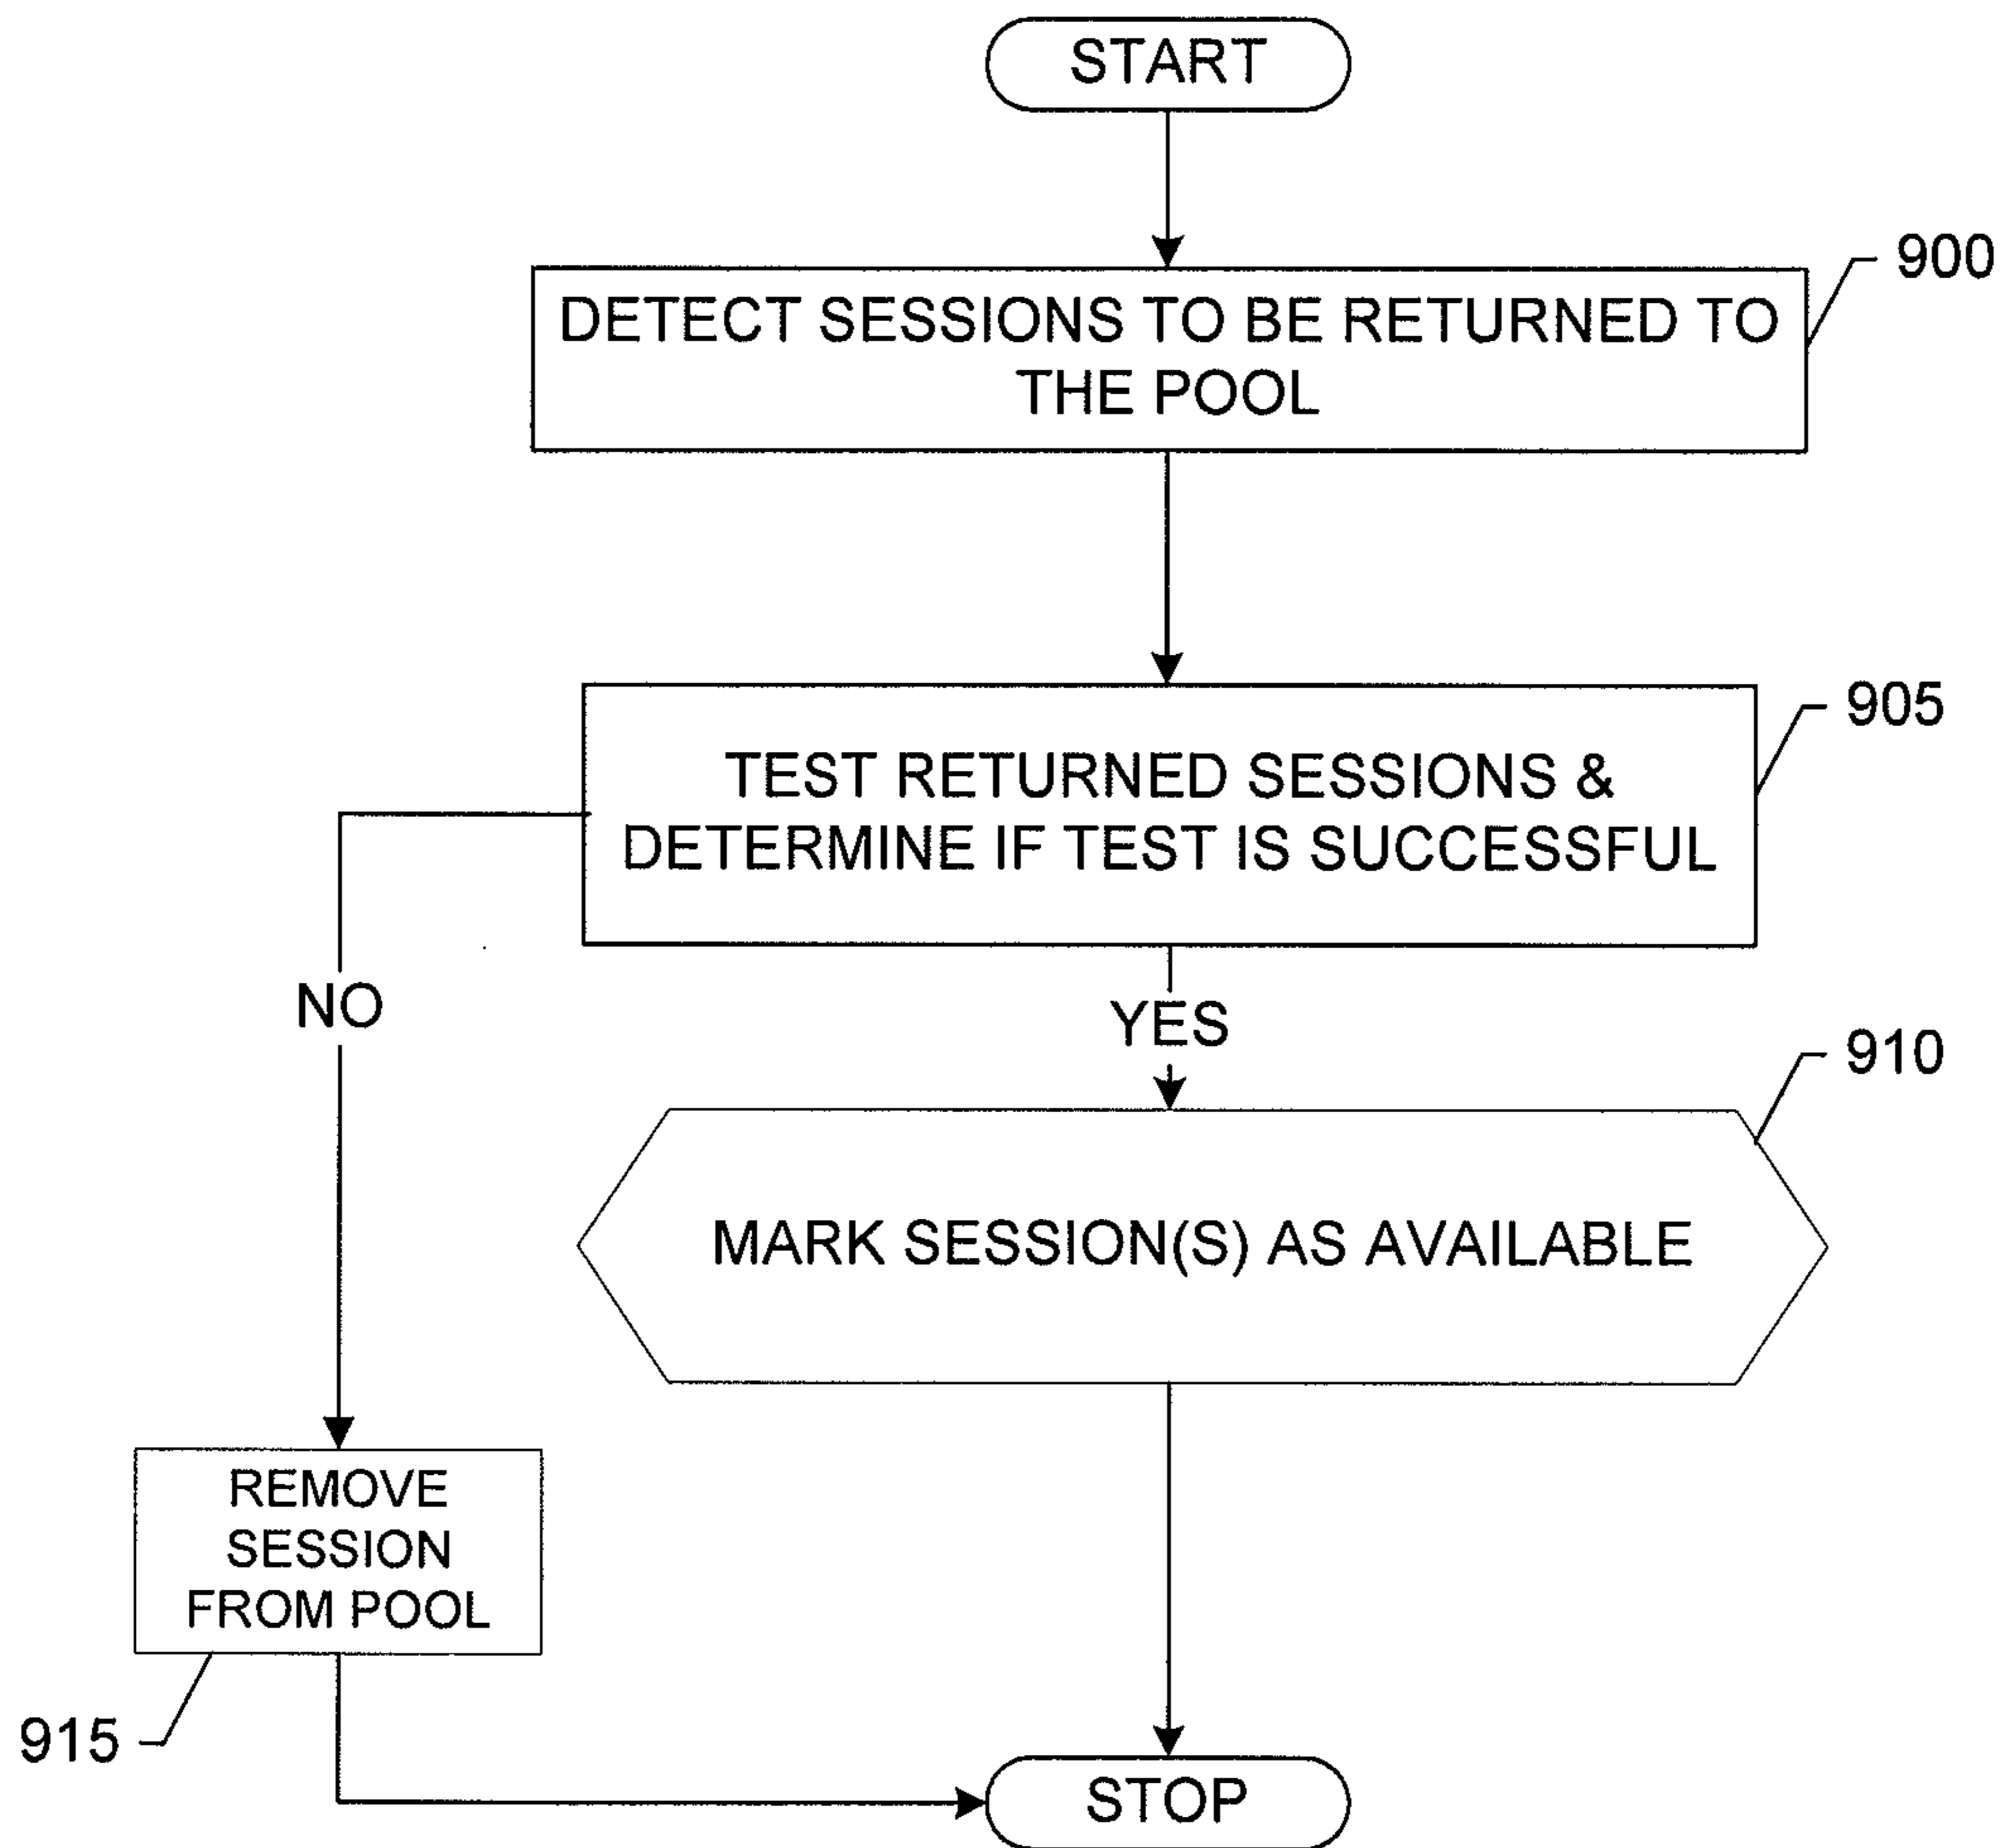 START
900
DETECT SESSIONS TO BE RETURNED TO
THE POOL
905
TEST RETURNED SESSIONS &
DETERMINE IF TEST IS SUCCESSFUL
NO
YES
910
MARK SESSION(S) AS AVAILABLE
REMOVE
SESSION
FROM POOL
915
STOP